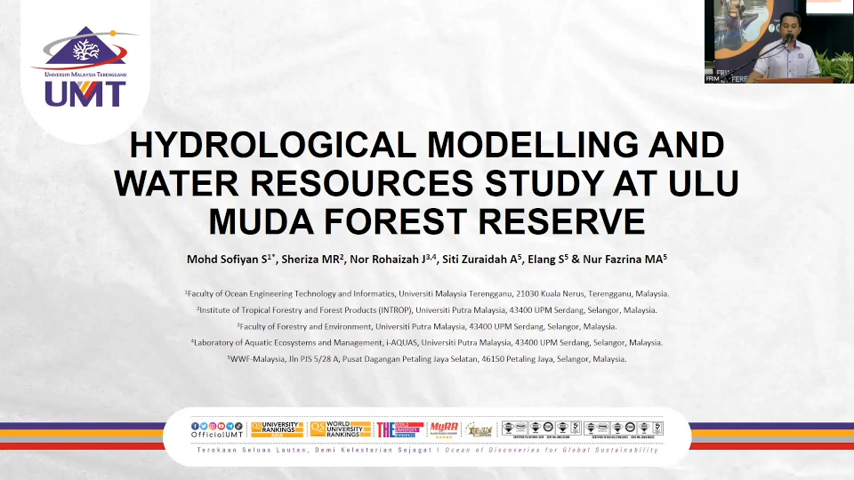 UNIVERSITI MALAYSIA TERENGGANU
UMT
FRIM
HYDROLOGICAL MODELLING AND
WATER RESOURCES STUDY AT ULU
MUDA FOREST RESERVE
Mohd Sofiyan S1*, Sheriza MR2, Nor Rohaizah J3,4, Siti Zuraidah A5, Elang S5 & Nur Fazrina MA5
1Faculty of Ocean Engineering Technology and Informatics, Universiti Malaysia Terengganu, 21030 Kuala Nerus, Terengganu, Malaysia.
2Institute of Tropical Forestry and Forest Products (INTROP), Universiti Putra Malaysia, 43400 UPM Serdang, Selangor, Malaysia.
3Faculty of Forestry and Environment, Universiti Putra Malaysia, 43400 UPM Serdang, Selangor, Malaysia.
4Laboratory of Aquatic Ecosystems and Management, i-AQUAS, Universiti Putra Malaysia, 43400 UPM Serdang, Selangor, Malaysia.
5WWF-Malaysia, Jln PJS 5/28 A, Pusat Dagangan Petaling Jaya Selatan, 46150 Petaling Jaya, Selangor, Malaysia.
OfficialUMT
QS UNIVERSITY RANKINGS
QS WORLD UNIVERSITY RANKINGS
THE
MyRA
Terokaan Seluas Lautan, Demi Kelestarian Sejagat | Ocean of Discoveries for Global Sustainability